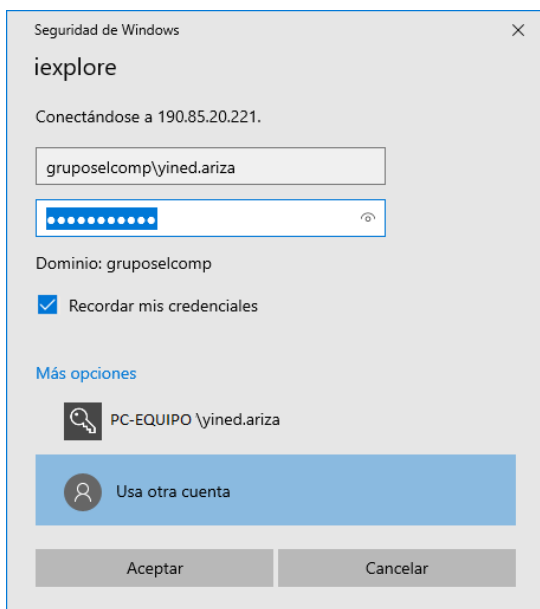 Seguridad de Windows
iexplore
Conectándose a 190.85.20.221.
gruposelcomp\yined.ariza
●●●●●●●●●●●
Dominio: gruposelcomp
Recordar mis credenciales
Más opciones
PC-EQUIPO \yined.ariza
Usa otra cuenta
Aceptar
Cancelar